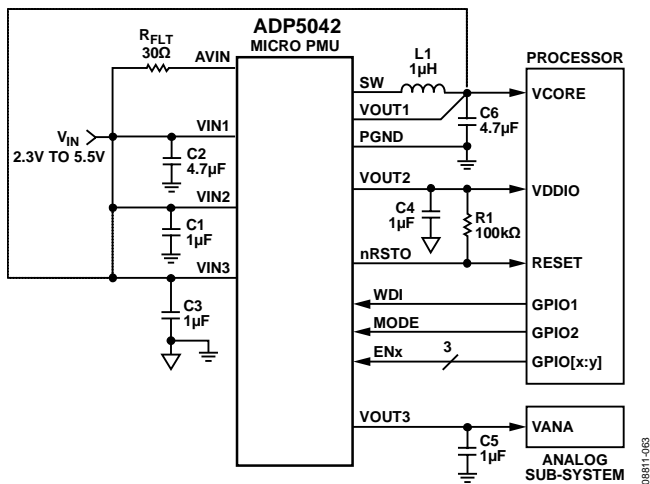 ADP5042
MICRO PMU
RFLT
30Ω
AVIN
VIN1
VIN
2.3V TO 5.5V
C2
4.7µF
VIN2
C1
1µF
VIN3
C3
1µF
SW
L1
1µH
VOUT1
C6
4.7µF
PGND
VOUT2
C4
1µF
R1
100kΩ
nRSTO
WDI
MODE
ENx
3
VOUT3
C5
1µF
PROCESSOR
VCORE
VDDIO
RESET
GPIO1
GPIO2
GPIO[x:y]
VANA
ANALOG
SUB-SYSTEM
08811-063